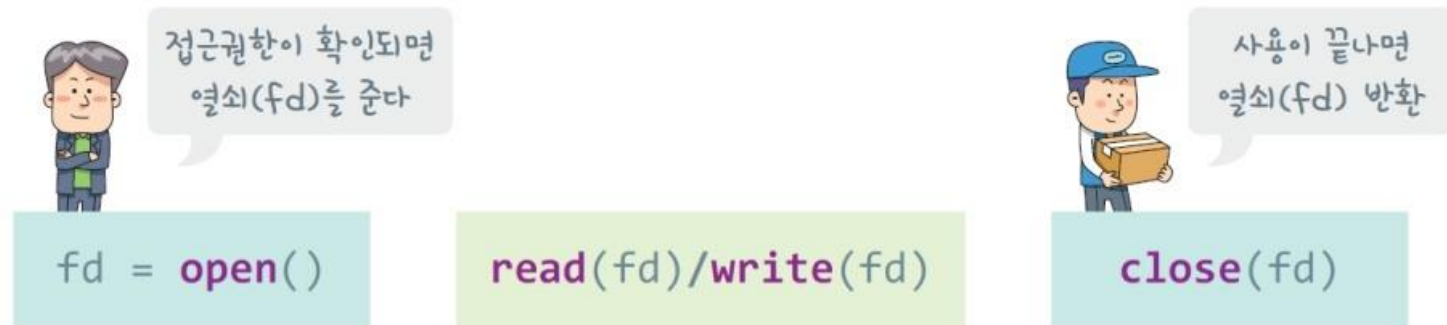 접근권한이 확인되면
열쇠(fd)를 준다
사용이 끝나면
열쇠(fd) 반환
fd = open()
read(fd)/write(fd)
close(fd)